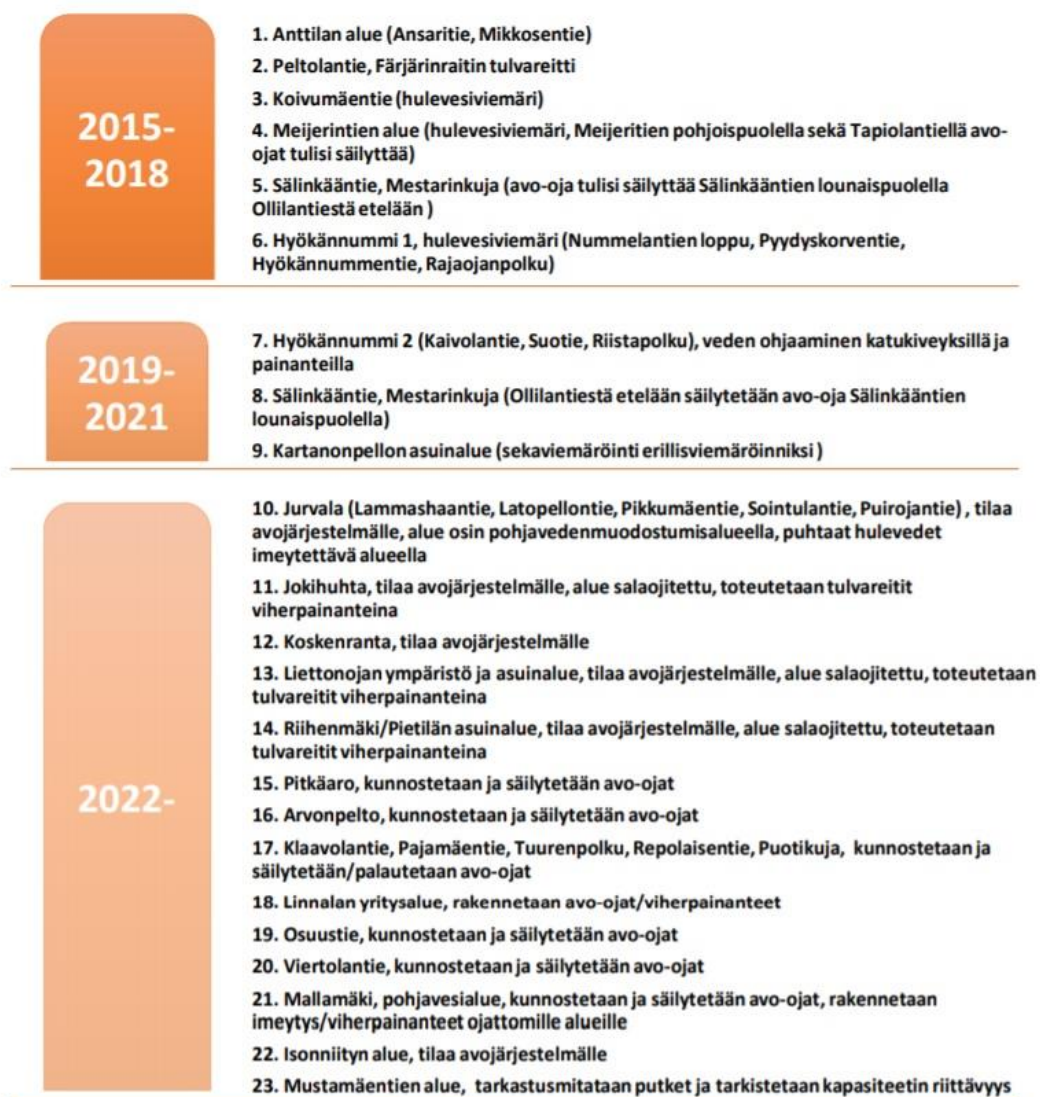 2015-
2018
1. Anttilan alue (Ansaritie, Mikkosentie)
2. Peltolantie, Färjärinraitin tulvareitti
3. Koivumäentie (hulevesiviemäri)
4. Meijerintien alue (hulevesiviemäri, Meijeritien pohjoispuolella sekä Tapiolantiellä avo-
ojat tulisi säilyttää)
5. Sälinkääntie, Mestarinkuja (avo-oja tulisi säilyttää Sälinkääntien lounaispuolella
Ollilantiestä etelään )
6. Hyökännummi 1, hulevesiviemäri (Nummelantien loppu, Pyydyskorventie,
Hyökännummentie, Rajaojanpolku)
2019-
2021
7. Hyökännummi 2 (Kaivolantie, Suotie, Riistapolku), veden ohjaaminen katukiveyksillä ja
painanteilla
8. Sälinkääntie, Mestarinkuja (Ollilantiestä etelään säilytetään avo-oja Sälinkääntien
lounaispuolella)
9. Kartanonpellon asuinalue (sekaviemäröinti erillisviemäröinniksi )
2022-
10. Jurvala (Lammashaantie, Latopellontie, Pikkumäentie, Sointulantie, Puirojantie) , tilaa
avojärjestelmälle, alue osin pohjavedenmuodostumisalueella, puhtaat hulevedet
imeytettävä alueella
11. Jokihuhta, tilaa avojärjestelmälle, alue salaojitettu, toteutetaan tulvareitit
viherpainanteina
12. Koskenranta, tilaa avojärjestelmälle
13. Liettonojan ympäristö ja asuinalue, tilaa avojärjestelmälle, alue salaojitettu, toteutetaan
tulvareitit viherpainanteina
14. Riihenmäki/Pietilän asuinalue, tilaa avojärjestelmälle, alue salaojitettu, toteutetaan
tulvareitit viherpainanteina
15. Pitkäaro, kunnostetaan ja säilytetään avo-ojat
16. Arvonpelto, kunnostetaan ja säilytetään avo-ojat
17. Klaavolantie, Pajamäentie, Tuurenpolku, Repolaisentie, Puotikuja, kunnostetaan ja
säilytetään/palautetaan avo-ojat
18. Linnalan yritysalue, rakennetaan avo-ojat/viherpainanteet
19. Osuustie, kunnostetaan ja säilytetään avo-ojat
20. Viertolantie, kunnostetaan ja säilytetään avo-ojat
21. Mallamäki, pohjavesialue, kunnostetaan ja säilytetään avo-ojat, rakennetaan
imeytys/viherpainanteet ojattomille alueille
22. Isonniityn alue, tilaa avojärjestelmälle
23. Mustamäentien alue, tarkastusmitataan putket ja tarkistetaan kapasiteetin riittävyys